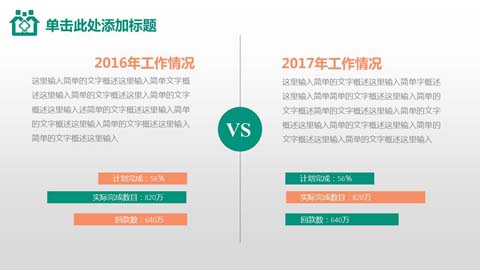 单击此处添加标题
2016年工作情况
这里输入简单的文字概述这里输入简单文字概
述这里输入简单的文字概述这里入简单的文字
概述这里输入述简单的文字概述这里输入简单
的文字概述这里输入简单的文字概述这里输入
简单的文字概述这里输入
计划完成：56%
实际完成数目：820万
回款数：640万
VS
2017年工作情况
这里输入简单的文字概述这里输入简单字概述
这里输入简单简单的文字概述这里输入简单的
文字概述简单的文字概述这里输入简单的文字
概述这里输入简单的文字概述这里输入简单的
文字概述这里输入简单的文字概述这里输入
计划完成：56%
实际完成数目：820万
回款数：640万